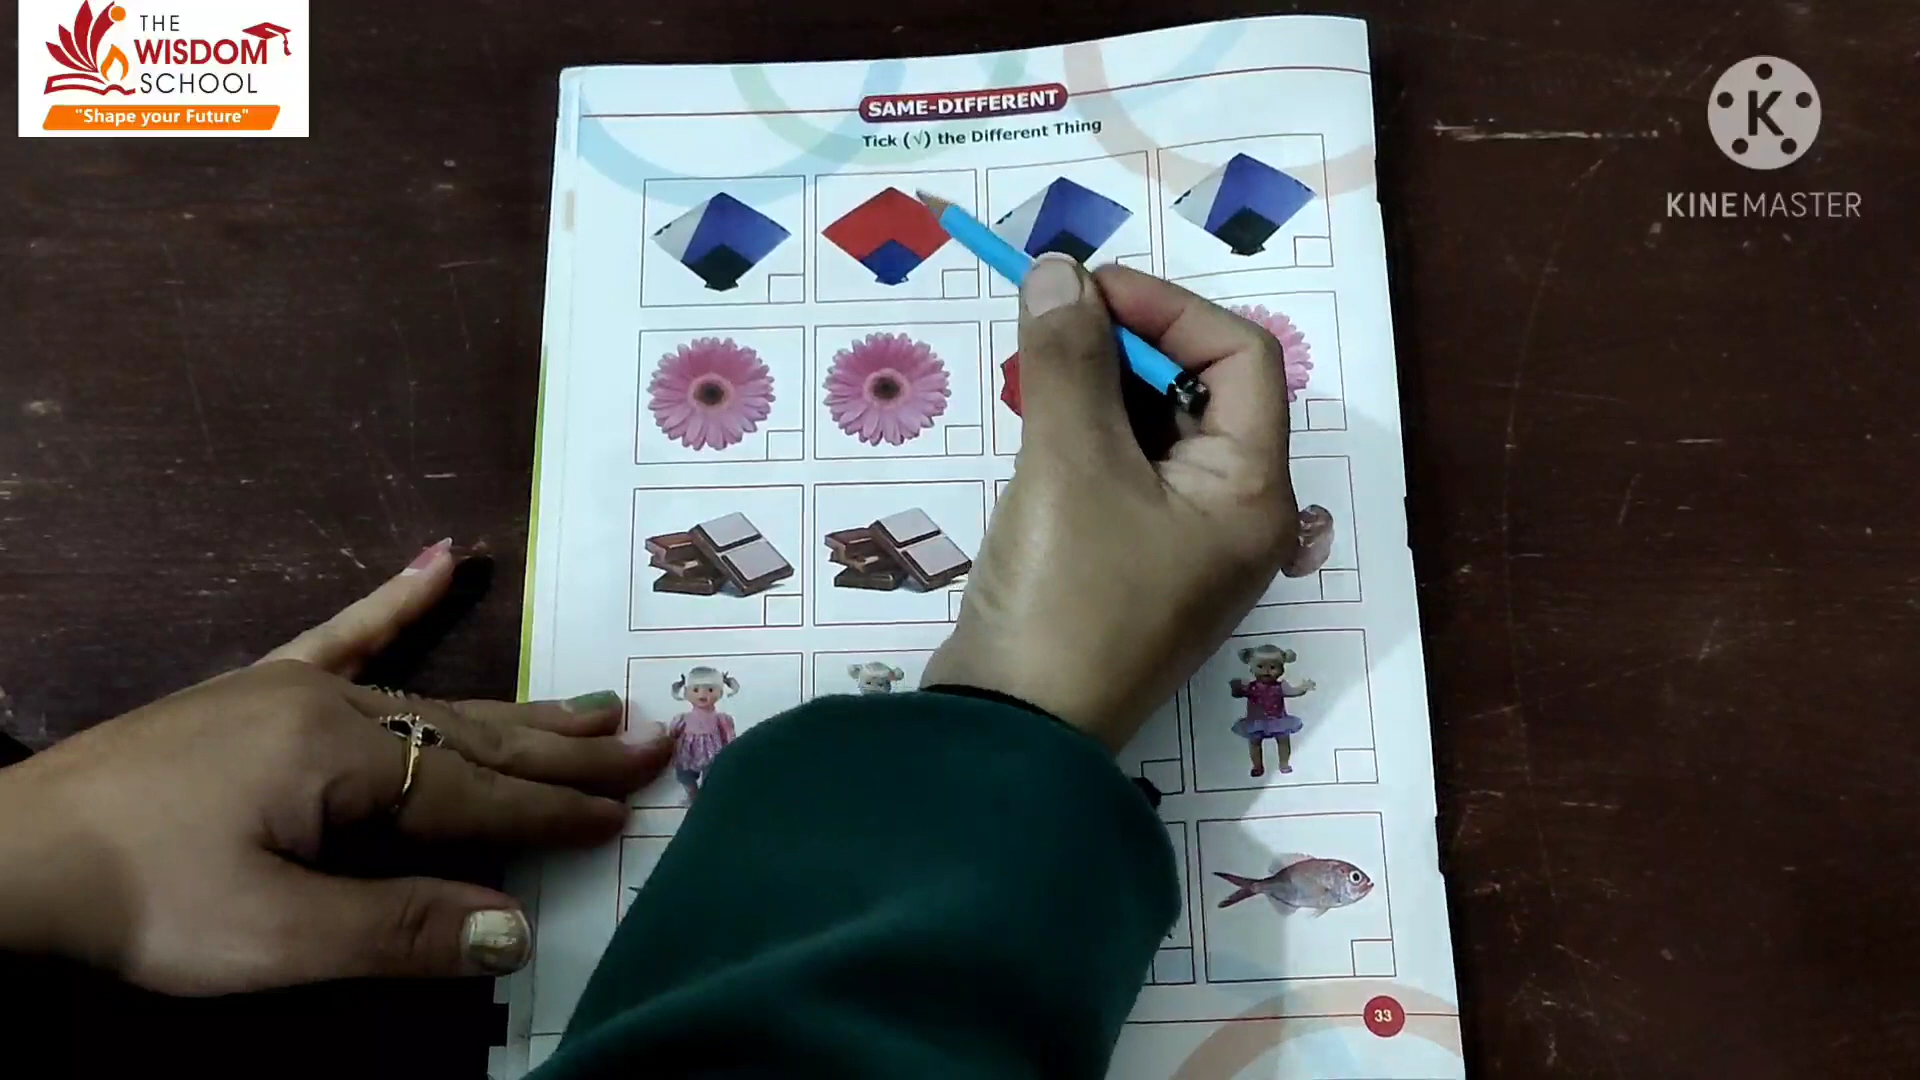 THE
WISDOM
SCHOOL
"Shape your Future"
SAME-DIFFERENT
Tick (√) the Different Thing
K
KINEMASTER
33